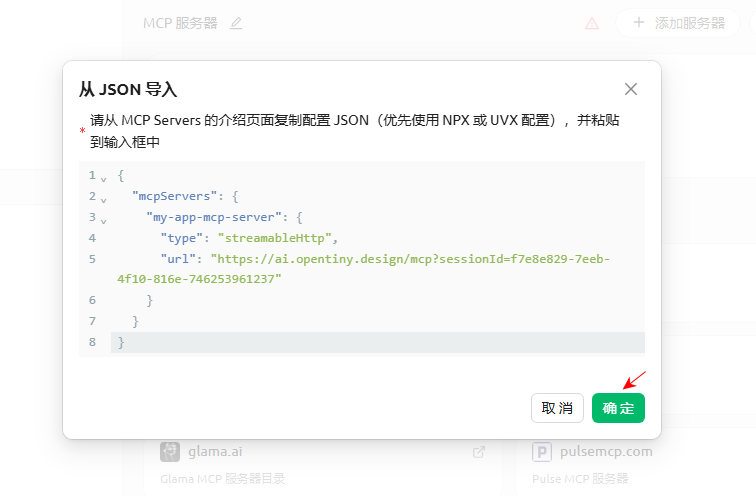 MCP 服务器
添加服务器
从 JSON 导入
* 请从 MCP Servers 的介绍页面复制配置 JSON（优先使用 NPX 或 UVX 配置），并粘贴
到输入框中
1 {
2 "mcpServers": {
3 "my-app-mcp-server": {
4 "type": "streamableHttp",
5 "url": "https://ai.opentiny.design/mcp?sessionId=f7e8e829-7eeb-
4f10-816e-746253961237"
6 }
7 }
8 }
取消 确定
glama.ai
Glama MCP 服务器目录
P pulsemcp.com
Pulse MCP 服务器